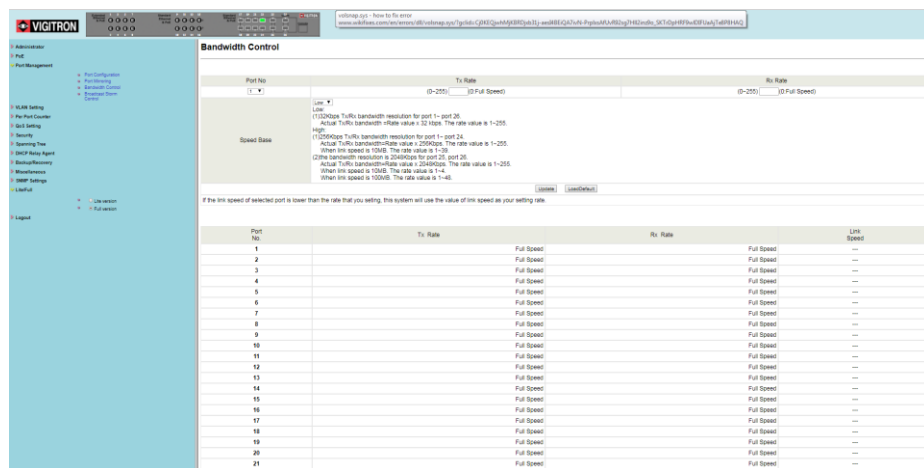 VIGITRON
volsnap.sys - how to fix error
Administrator
PoE
Port Management
Port Configuration
Port Mirroring
Bandwidth Control
Broadcast Storm
Control
VLAN Setting
Per Port Counter
QoS Setting
Security
Spanning Tree
DHCP Relay Agent
Backup/Recovery
Miscellaneous
SNMP Settings
Lite/Full
Lite version
Full version
Logout
Bandwidth Control
Port No Tx Rate Rx Rate
1 (0~255) (0:Full Speed) (0~255) (0:Full Speed)
Speed Base
Low
Low:
(1)32Kbps Tx/Rx bandwidth resolution for port 1~ port 26.
Actual Tx/Rx bandwidth =Rate value x 32 kbps. The rate value is 1~255.
High:
(1)256Kbps Tx/Rx bandwidth resolution for port 1~ port 24.
Actual Tx/Rx bandwidth=Rate value x 256Kbps. The rate value is 1~255.
When link speed is 10MB. The rate value is 1~39.
(2)the bandwidth resolution is 2048Kbps for port 25, port 26.
Actual Tx/Rx bandwidth=Rate value x 2048Kbps. The rate value is 1~255.
When link speed is 10MB. The rate value is 1~4.
When link speed is 100MB. The rate value is 1~48.
Update LoadDefault
If the link speed of selected port is lower than the rate that you setting, this system will use the value of link speed as your setting rate.
Port No. Tx Rate Rx Rate Link Speed
1 Full Speed Full Speed ---
2 Full Speed Full Speed ---
3 Full Speed Full Speed ---
4 Full Speed Full Speed ---
5 Full Speed Full Speed ---
6 Full Speed Full Speed ---
7 Full Speed Full Speed ---
8 Full Speed Full Speed ---
9 Full Speed Full Speed ---
10 Full Speed Full Speed ---
11 Full Speed Full Speed ---
12 Full Speed Full Speed ---
13 Full Speed Full Speed ---
14 Full Speed Full Speed ---
15 Full Speed Full Speed ---
16 Full Speed Full Speed ---
17 Full Speed Full Speed ---
18 Full Speed Full Speed ---
19 Full Speed Full Speed ---
20 Full Speed Full Speed ---
21 Full Speed Full Speed ---